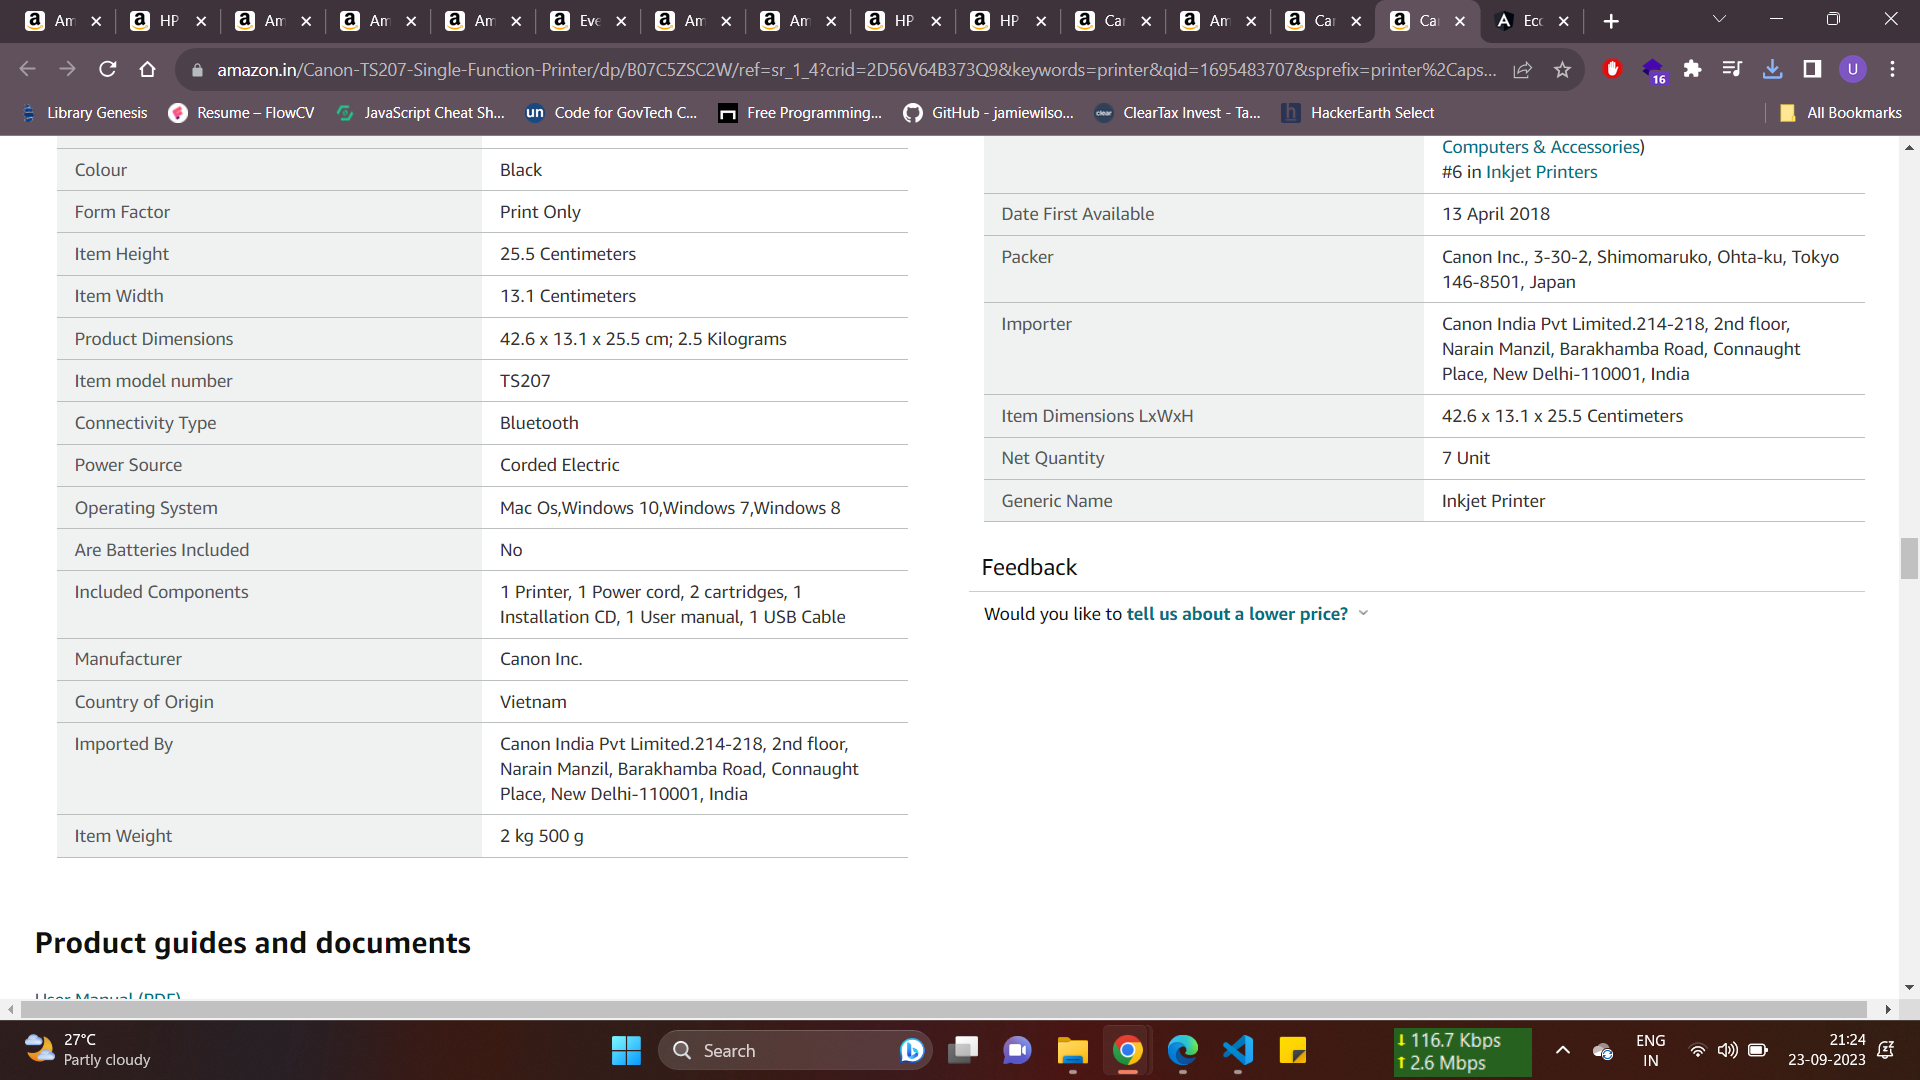 Am
HP
Am
Am
Am
Eve
Am
Am
HP
HP
Ca
Am
Ca
Ca
Ecc
amazon.in/Canon-TS207-Single-Function-Printer/dp/B07C5ZSC2W/ref=sr_1_4?crid=2D56V64B373Q9&keywords=printer&qid=1695483707&sprefix=printer%2Caps...
16
U
Library Genesis
Resume – FlowCV
JavaScript Cheat Sh...
un Code for GovTech C...
Free Programming...
GitHub - jamiewilso...
clear ClearTax Invest - Ta...
h HackerEarth Select
All Bookmarks
Colour Black
Form Factor Print Only
Item Height 25.5 Centimeters
Item Width 13.1 Centimeters
Product Dimensions 42.6 x 13.1 x 25.5 cm; 2.5 Kilograms
Item model number TS207
Connectivity Type Bluetooth
Power Source Corded Electric
Operating System Mac Os,Windows 10,Windows 7,Windows 8
Are Batteries Included No
Included Components 1 Printer, 1 Power cord, 2 cartridges, 1
Installation CD, 1 User manual, 1 USB Cable
Manufacturer Canon Inc.
Country of Origin Vietnam
Imported By Canon India Pvt Limited.214-218, 2nd floor,
Narain Manzil, Barakhamba Road, Connaught
Place, New Delhi-110001, India
Item Weight 2 kg 500 g
Computers & Accessories)
#6 in Inkjet Printers
Date First Available 13 April 2018
Packer Canon Inc., 3-30-2, Shimomaruko, Ohta-ku, Tokyo
146-8501, Japan
Importer Canon India Pvt Limited.214-218, 2nd floor,
Narain Manzil, Barakhamba Road, Connaught
Place, New Delhi-110001, India
Item Dimensions LxWxH 42.6 x 13.1 x 25.5 Centimeters
Net Quantity 7 Unit
Generic Name Inkjet Printer
Feedback
Would you like to tell us about a lower price?
Product guides and documents
User Manual (PDF)
27°C
Partly cloudy
Search
116.7 Kbps
2.6 Mbps
ENG
IN
21:24
23-09-2023